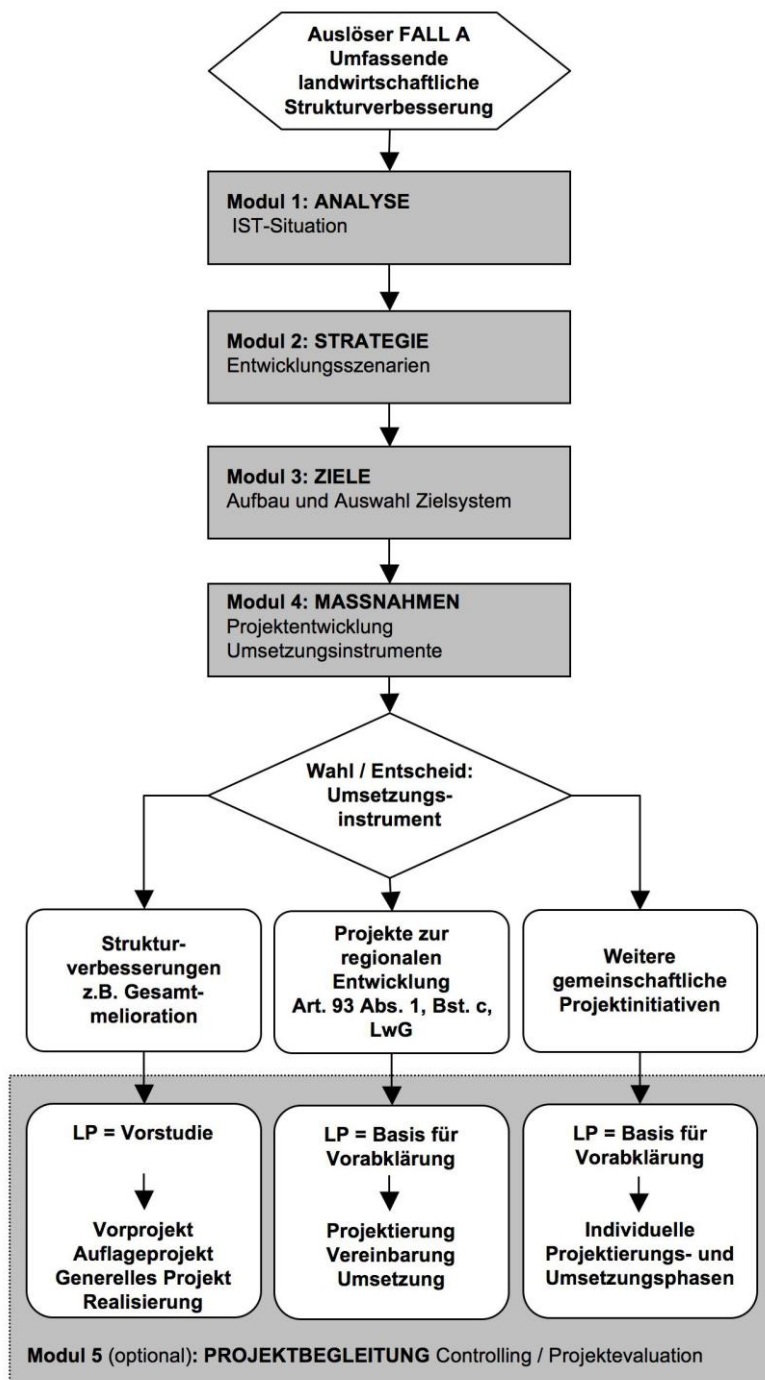 Auslöser FALL A
Umfassende
landwirtschaftliche
Strukturverbesserung
Modul 1: ANALYSE
IST-Situation
Modul 2: STRATEGIE
Entwicklungsszenarien
Modul 3: ZIELE
Aufbau und Auswahl Zielsystem
Modul 4: MASSNAHMEN
Projektentwicklung
Umsetzungsinstrumente
Wahl / Entscheid:
Umsetzungs-
instrument
Struktur-
verbesserungen
z.B. Gesamt-
melioration
Projekte zur
regionalen
Entwicklung
Art. 93 Abs. 1, Bst. c,
LwG
Weitere
gemeinschaftliche
Projektinitiativen
LP = Vorstudie
Vorprojekt
Auflageprojekt
Generelles Projekt
Realisierung
LP = Basis für
Vorabklärung
Projektierung
Vereinbarung
Umsetzung
LP = Basis für
Vorabklärung
Individuelle
Projektierungs- und
Umsetzungsphasen
Modul 5 (optional): PROJEKTBEGLEITUNG Controlling / Projektevaluation